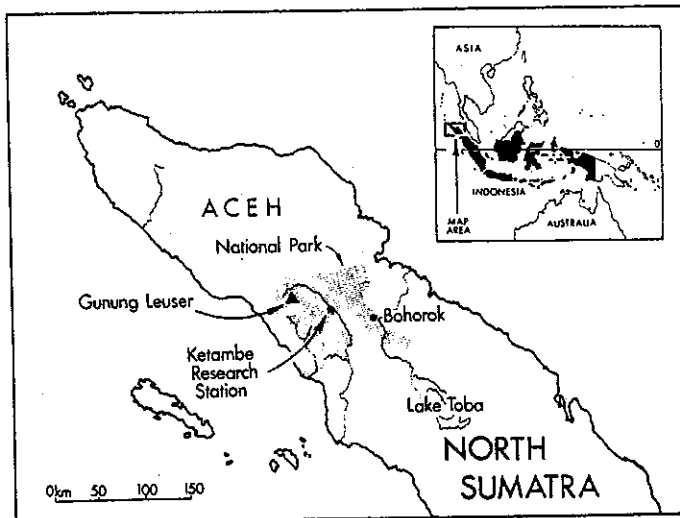 ASIA
0°
INDONESIA
MAP
AREA
AUSTRALIA
ACEH
National Park
Gunung Leuser
Bohorok
Ketambe
Research
Station
Lake Toba
NORTH
SUMATRA
0km 50 100 150